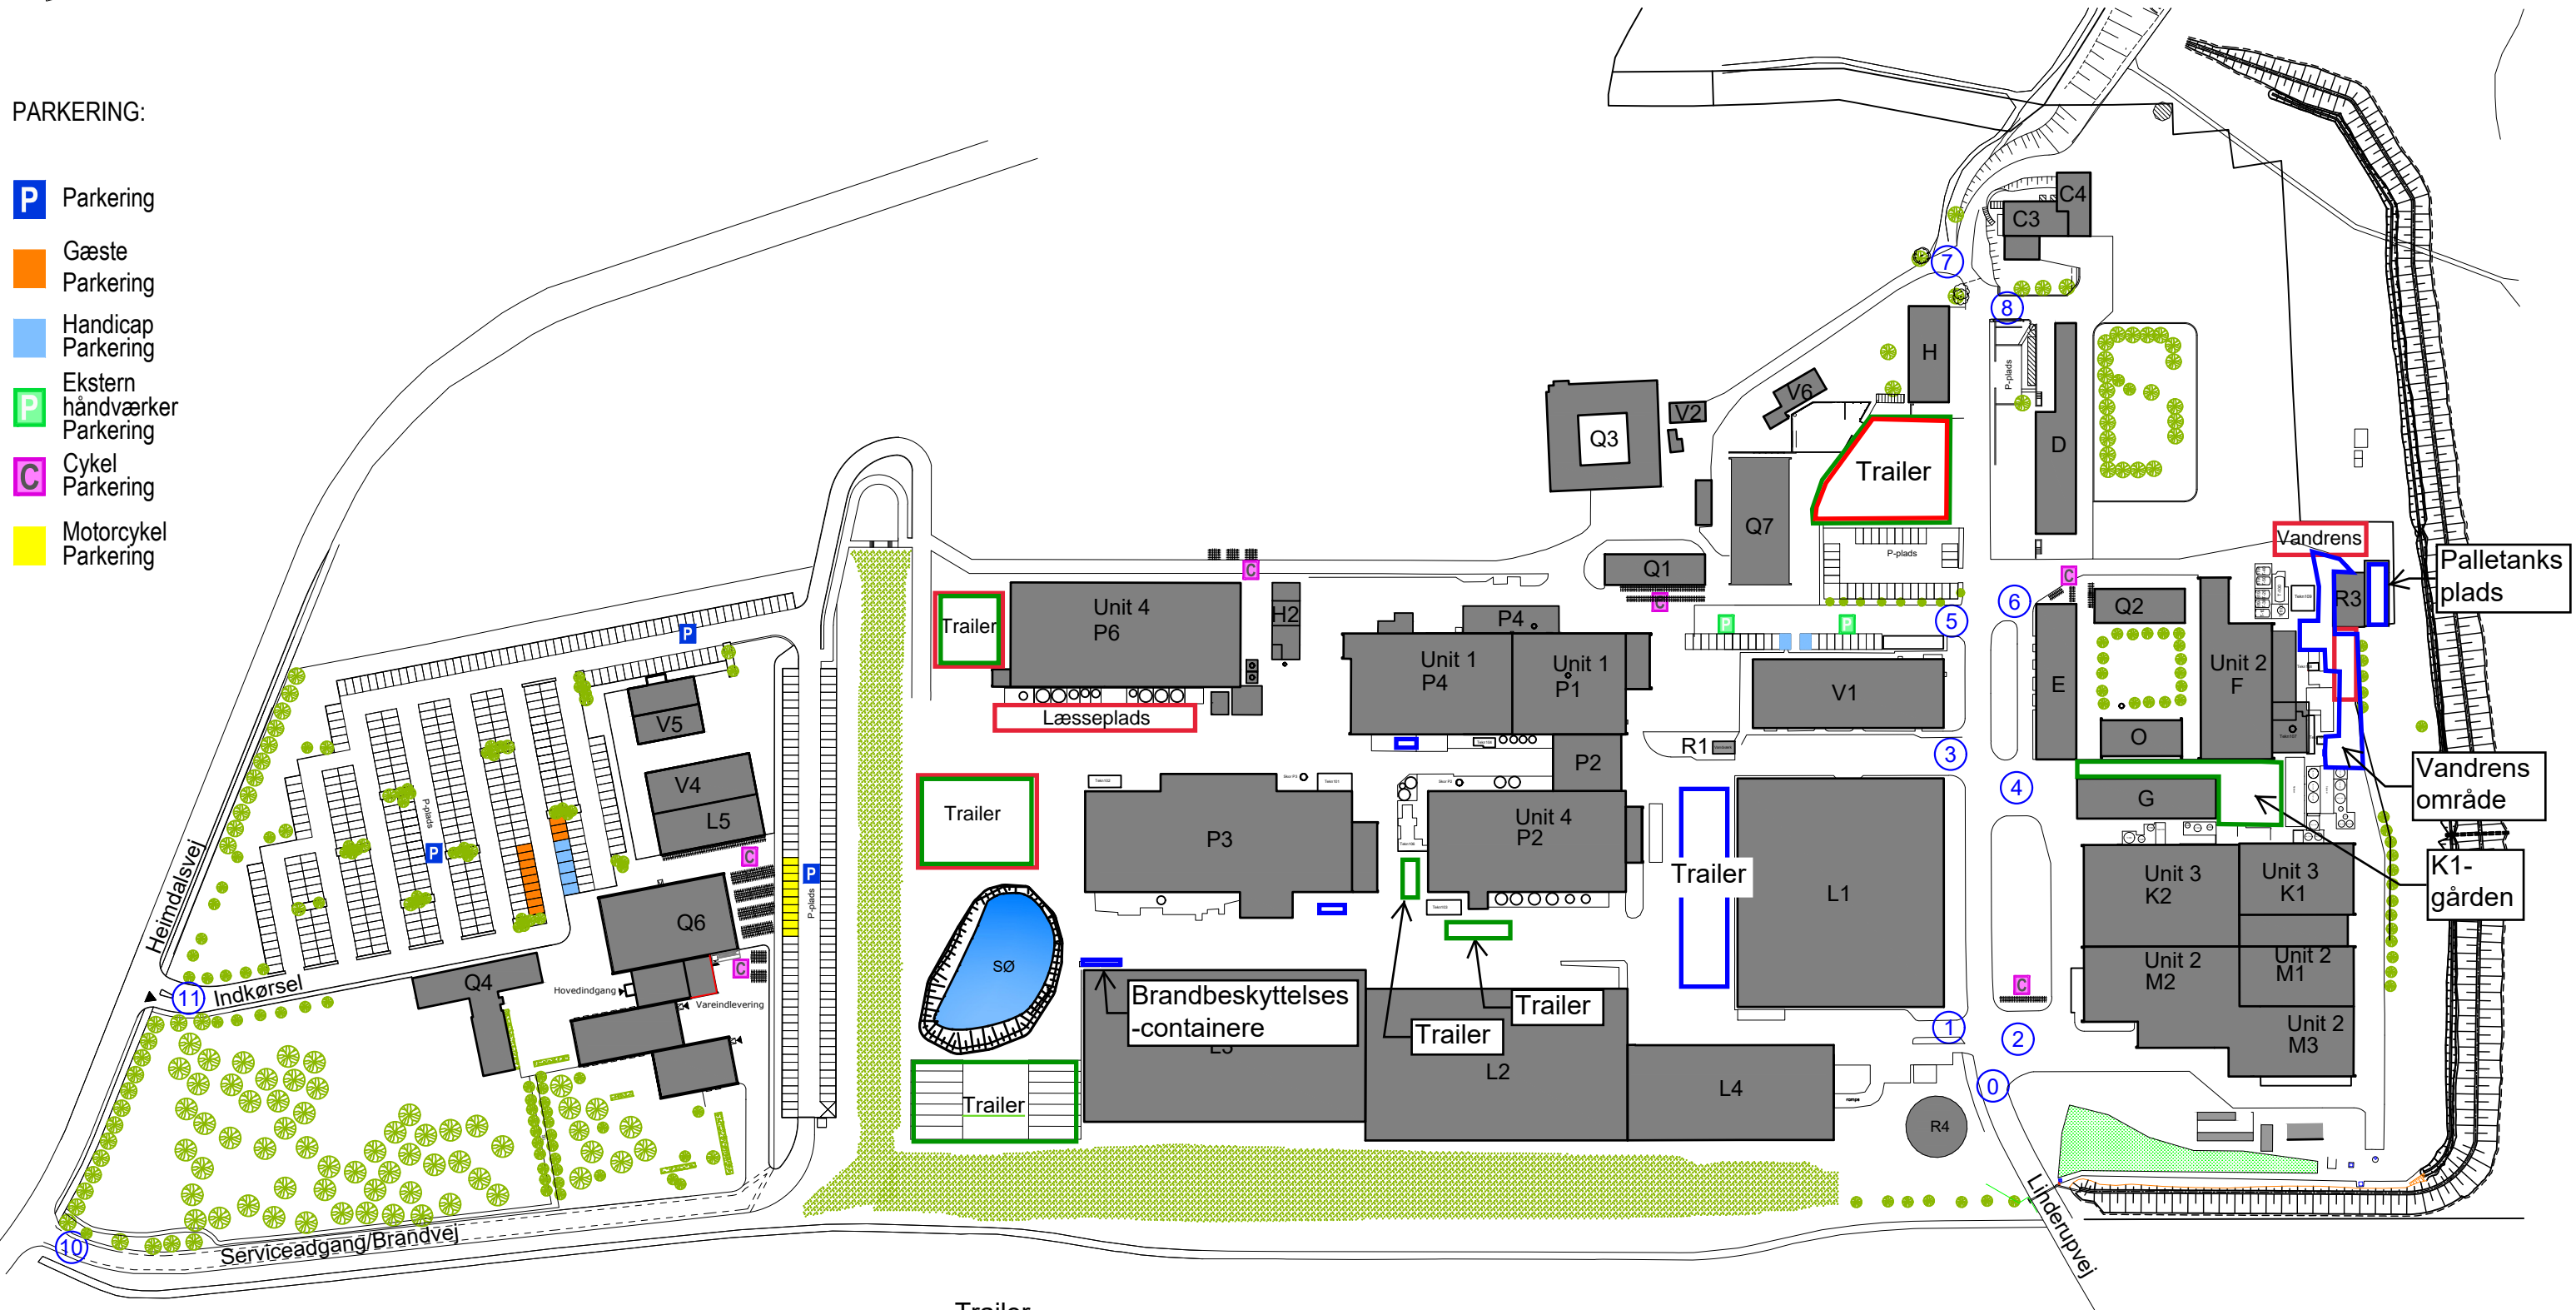 PARKERING:
P Parkering
Gæste
Parkering
Handicap
Parkering
P
Ekstern
håndværker
Parkering
C
Cykel
Parkering
Motorcykel
Parkering
C4
C3
7
8
H
P-plads
V6
V2
Q3
D
Trailer
Q7
P-plads
Vandrens
Palletanks
plads
C
Q1
C
C
6
Q2
R3
Trailer
Unit 4
P6
H2
P4
P
P
5
P
Unit 1
P4
Unit 1
P1
V1
E
Unit 2
F
V5
Læsseplads
R1
O
3
P2
V4
L5
Trailer
4
G
Vandrens
område
P-plads
P
P3
Unit 4
P2
Trailer
L1
K1-
gården
C
P
P-plads
Unit 3
K2
Unit 3
K1
Heimdalsvej
Q6
C
SØ
Unit 2
M2
Unit 2
M1
Q4
Hovedindgang
Vareindlevering
11
Indkørsel
C
Brandbeskyttelses
-containere
Trailer
Trailer
1
2
Unit 2
M3
L2
L4
0
Trailer
rampe
R4
Linderupvej
Serviceadgang/Brandvej
10
Trailer